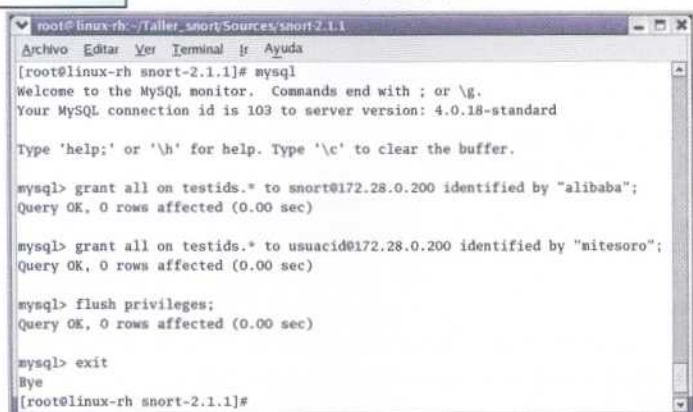 root@linux-rh:~/Taller_snort/Sources/snort-2.1.1
Archivo Editar Ver Terminal Ir Ayuda
[root@linux-rh snort-2.1.1]# mysql
Welcome to the MySQL monitor.  Commands end with ; or \g.
Your MySQL connection id is 103 to server version: 4.0.18-standard
Type 'help;' or '\h' for help. Type '\c' to clear the buffer.
mysql> grant all on testids.* to snort@172.28.0.200 identified by "alibaba";
Query OK, 0 rows affected (0.00 sec)
mysql> grant all on testids.* to usuacid@172.28.0.200 identified by "mitesoro";
Query OK, 0 rows affected (0.00 sec)
mysql> flush privileges;
Query OK, 0 rows affected (0.00 sec)
mysql> exit
Bye
[root@linux-rh snort-2.1.1]#